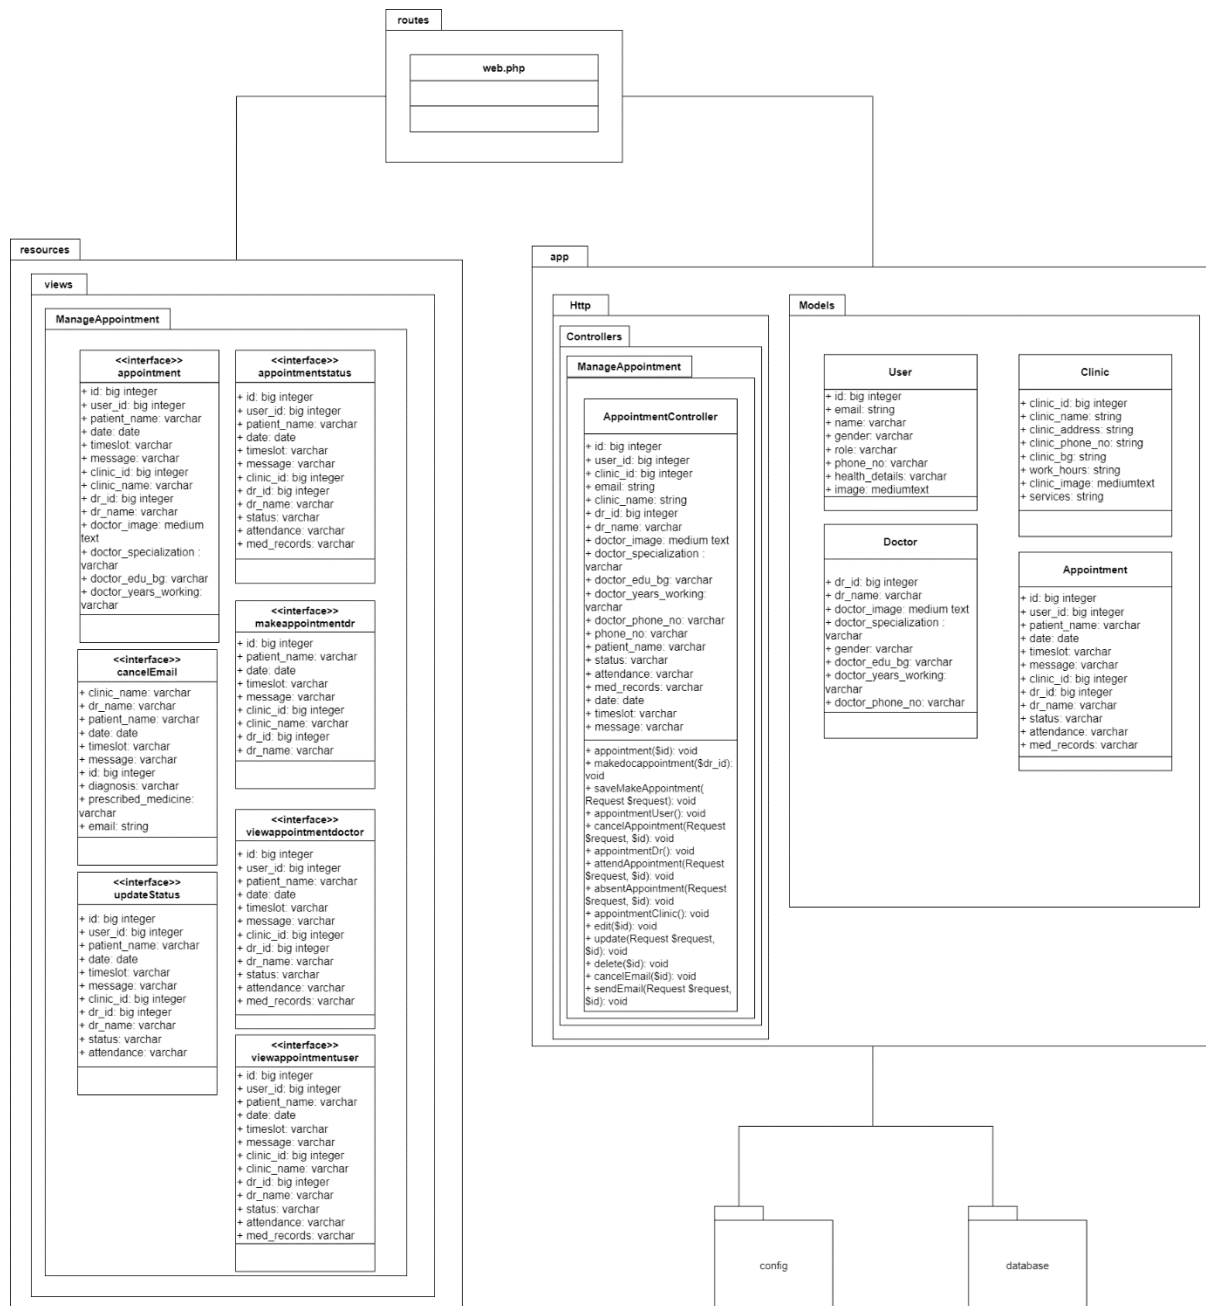 routes
web.php
resources
views
ManageAppointment
<<interface>>
appointment
+ id: big integer
+ user_id: big integer
+ patient_name: varchar
+ date: date
+ timeslot: varchar
+ message: varchar
+ clinic_id: big integer
+ clinic_name: varchar
+ dr_id: big integer
+ dr_name: varchar
+ doctor_image: medium
text
+ doctor_specialization :
varchar
+ doctor_edu_bg: varchar
+ doctor_years_working:
varchar
<<interface>>
cancelEmail
+ clinic_name: varchar
+ dr_name: varchar
+ patient_name: varchar
+ date: date
+ timeslot: varchar
+ message: varchar
+ id: big integer
+ diagnosis: varchar
+ prescribed_medicine:
varchar
+ email: string
<<interface>>
updateStatus
+ id: big integer
+ user_id: big integer
+ patient_name: varchar
+ date: date
+ timeslot: varchar
+ message: varchar
+ clinic_id: big integer
+ dr_id: big integer
+ dr_name: varchar
+ status: varchar
+ attendance: varchar
<<interface>>
appointmentstatus
+ id: big integer
+ user_id: big integer
+ patient_name: varchar
+ date: date
+ timeslot: varchar
+ message: varchar
+ clinic_id: big integer
+ dr_id: big integer
+ dr_name: varchar
+ status: varchar
+ attendance: varchar
+ med_records: varchar
<<interface>>
makeappointmentdr
+ id: big integer
+ patient_name: varchar
+ date: date
+ timeslot: varchar
+ message: varchar
+ clinic_id: big integer
+ clinic_name: varchar
+ dr_id: big integer
+ dr_name: varchar
<<interface>>
viewappointmentdoctor
+ id: big integer
+ user_id: big integer
+ patient_name: varchar
+ date: date
+ timeslot: varchar
+ message: varchar
+ clinic_id: big integer
+ dr_id: big integer
+ dr_name: varchar
+ status: varchar
+ attendance: varchar
+ med_records: varchar
<<interface>>
viewappointmentuser
+ id: big integer
+ user_id: big integer
+ patient_name: varchar
+ date: date
+ timeslot: varchar
+ message: varchar
+ clinic_id: big integer
+ clinic_name: varchar
+ dr_id: big integer
+ dr_name: varchar
+ status: varchar
+ attendance: varchar
+ med_records: varchar
app
Http
Controllers
ManageAppointment
AppointmentController
+ id: big integer
+ user_id: big integer
+ clinic_id: big integer
+ email: string
+ clinic_name: string
+ dr_id: big integer
+ dr_name: varchar
+ doctor_image: medium text
+ doctor_specialization :
varchar
+ doctor_edu_bg: varchar
+ doctor_years_working:
varchar
+ doctor_phone_no: varchar
+ phone_no: varchar
+ patient_name: varchar
+ status: varchar
+ attendance: varchar
+ med_records: varchar
+ date: date
+ timeslot: varchar
+ message: varchar
+ appointment($id): void
+ makedocappointment($dr_id):
void
+ saveMakeAppointment(
Request $request): void
+ appointmentUser(): void
+ cancelAppointment(Request
$request, $id): void
+ appointmentDr(): void
+ attendAppointment(Request
$request, $id): void
+ absentAppointment(Request
$request, $id): void
+ appointmentClinic(): void
+ edit($id): void
+ update(Request $request,
$id): void
+ delete($id): void
+ cancelEmail($id): void
+ sendEmail(Request $request,
$id): void
Models
User
+ id: big integer
+ email: string
+ name: varchar
+ gender: varchar
+ role: varchar
+ phone_no: varchar
+ health_details: varchar
+ image: mediumtext
Clinic
+ clinic_id: big integer
+ clinic_name: string
+ clinic_address: string
+ clinic_phone_no: string
+ clinic_bg: string
+ work_hours: string
+ clinic_image: mediumtext
+ services: string
Doctor
+ dr_id: big integer
+ dr_name: varchar
+ doctor_image: medium text
+ doctor_specialization :
varchar
+ gender: varchar
+ doctor_edu_bg: varchar
+ doctor_years_working:
varchar
+ doctor_phone_no: varchar
Appointment
+ id: big integer
+ user_id: big integer
+ patient_name: varchar
+ date: date
+ timeslot: varchar
+ message: varchar
+ clinic_id: big integer
+ dr_id: big integer
+ dr_name: varchar
+ status: varchar
+ attendance: varchar
+ med_records: varchar
config
database